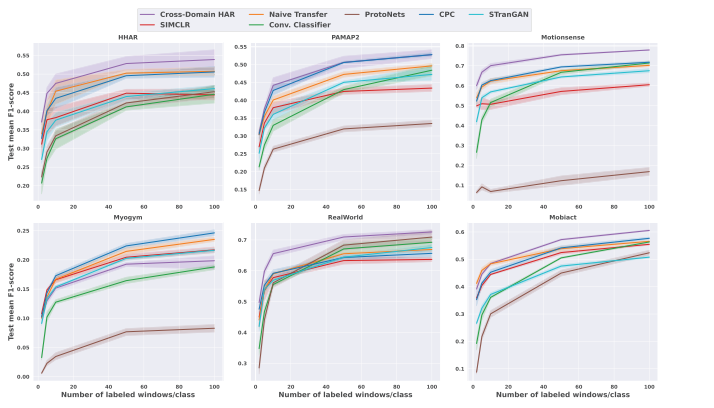 Cross-Domain HAR Naive Transfer ProtoNets CPC STranGAN
SIMCLR Conv. Classifier
HHAR PAMAP2 Motionsense
Test mean F1-score
0.55 0.50 0.45 0.40 0.35 0.30 0.25 0.20
0 20 40 60 80 100
0.55 0.50 0.45 0.40 0.35 0.30 0.25 0.20 0.15
0 20 40 60 80 100
0.8 0.7 0.6 0.5 0.4 0.3 0.2 0.1
0 20 40 60 80 100
Myogym RealWorld Mobiact
Test mean F1-score
0.25 0.20 0.15 0.10 0.05 0.00
0 20 40 60 80 100
0.7 0.6 0.5 0.4 0.3
0 20 40 60 80 100
0.6 0.5 0.4 0.3 0.2 0.1
0 20 40 60 80 100
Number of labeled windows/class Number of labeled windows/class Number of labeled windows/class